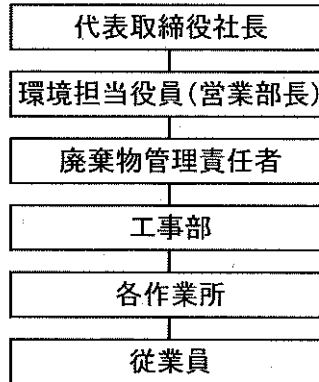 代表取締役社長
環境担当役員(営業部長)
廃棄物管理責任者
工事部
各作業所
従業員